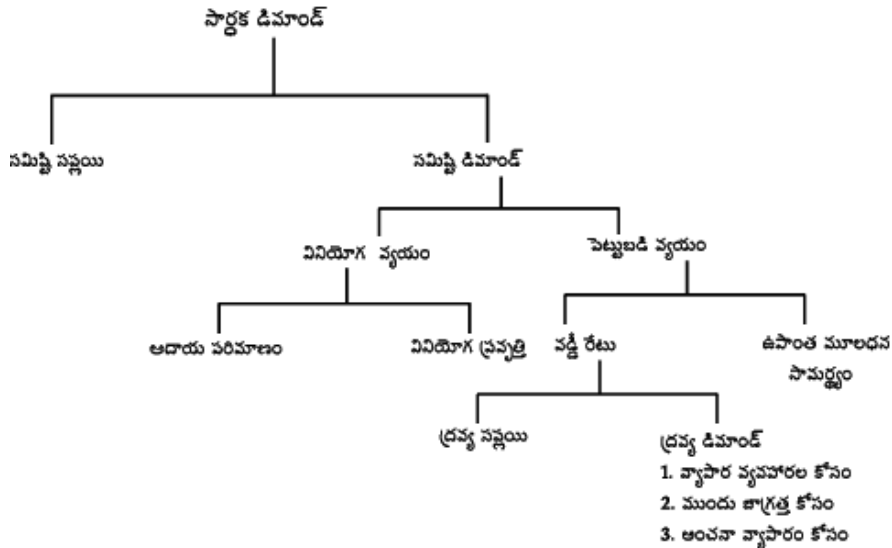 సార్థక డిమాండ్
సమిష్టి సప్లయి
సమిష్టి డిమాండ్
వినియోగ వ్యయం
పెట్టుబడి వ్యయం
ఆదాయ పరిమాణం
వినియోగ ప్రవృత్తి
వడ్డీ రేటు
ఉపాంత మూలధన
సామర్థ్యం
ద్రవ్య సప్లయి
ద్రవ్య డిమాండ్
1. వ్యాపార వ్యవహారల కోసం
2. ముందు జాగ్రత్త కోసం
3. అంచనా వ్యాపారం కోసం